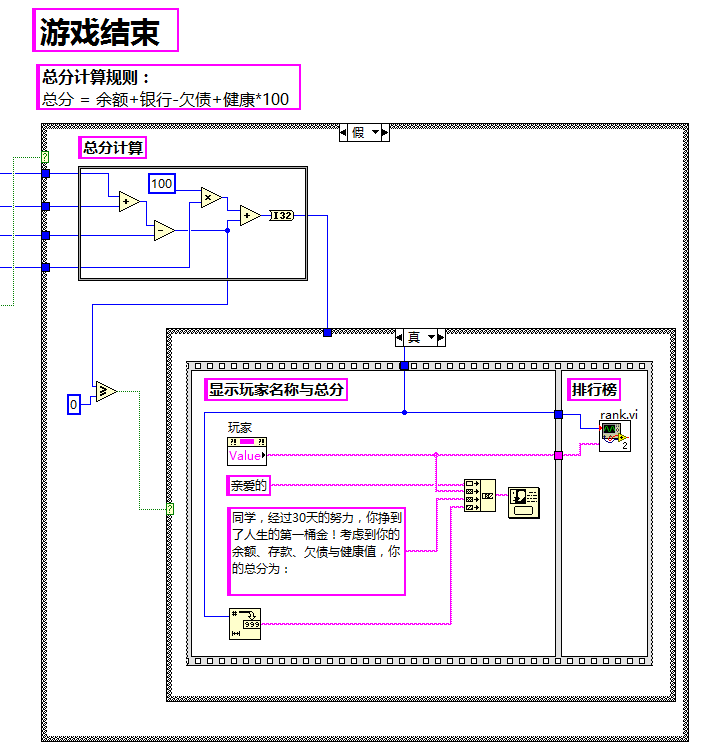 游戏结束
总分计算规则：
总分 = 余额+银行-欠债+健康*100
假
总分计算
100
I32
真
显示玩家名称与总分
排行榜
0
玩家
Value
rank.vi
2
亲爱的
同学，经过30天的努力，你挣到
了人生的第一桶金！考虑到你的
余额、存款、欠债与健康值，你
的总分为：
999